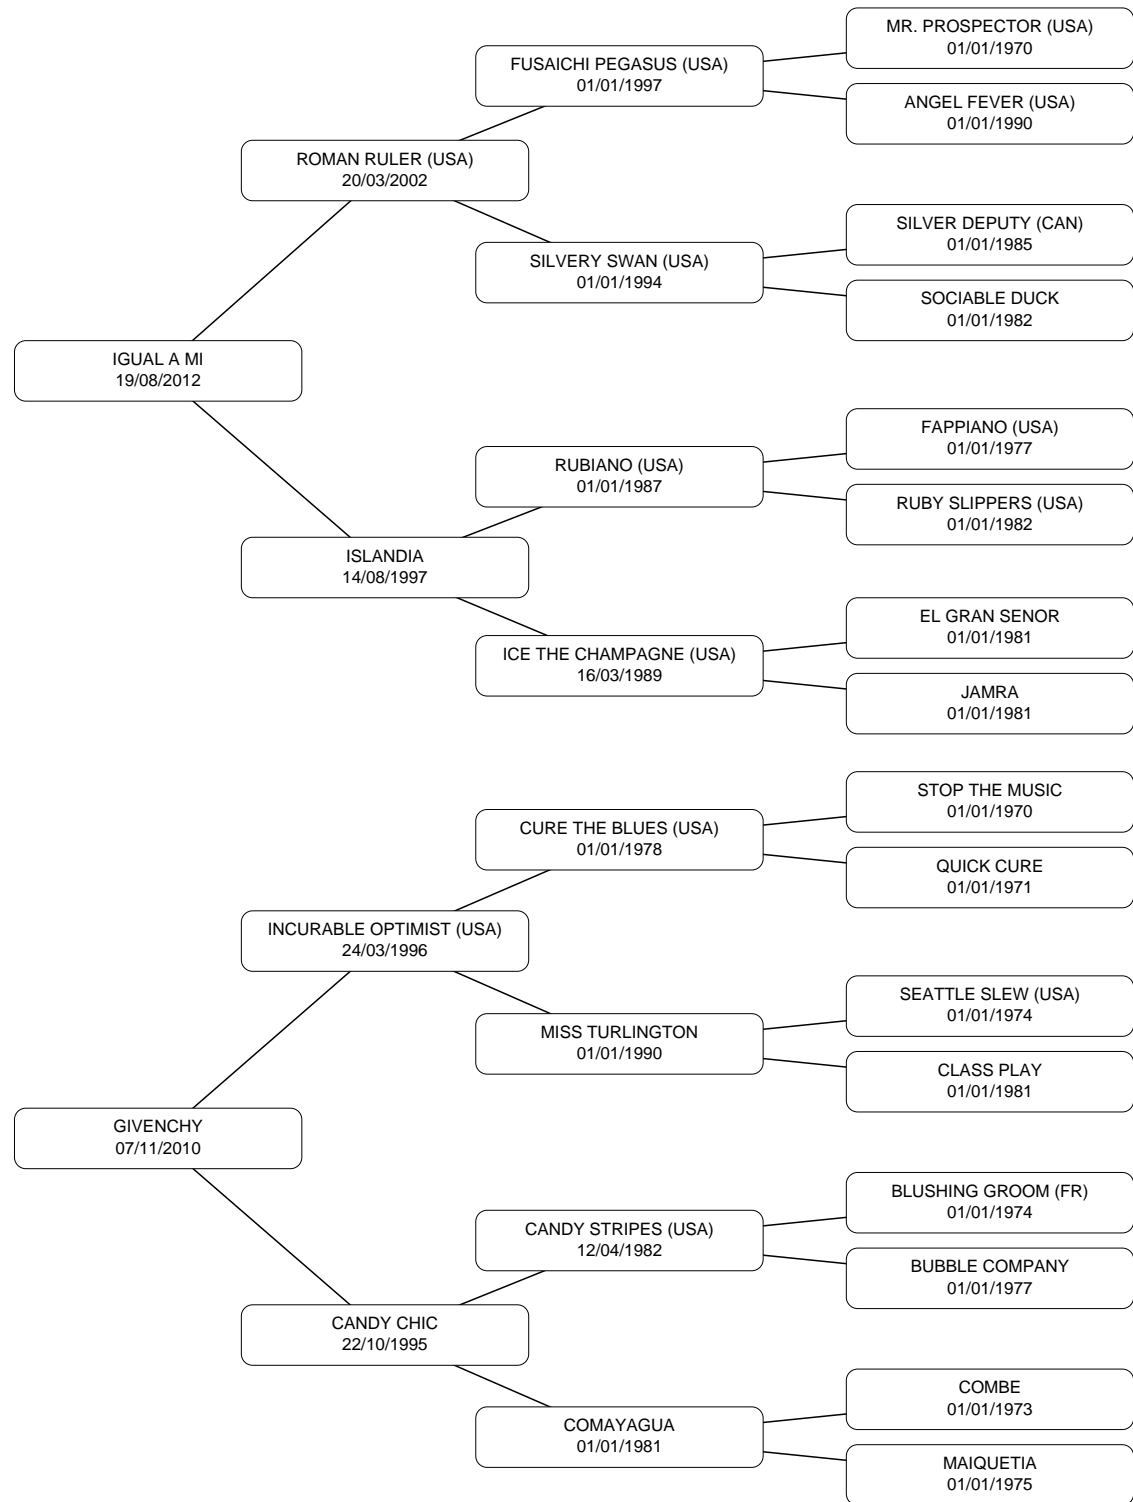 MR. PROSPECTOR (USA)
01/01/1970
FUSAICHI PEGASUS (USA)
01/01/1997
ANGEL FEVER (USA)
01/01/1990
ROMAN RULER (USA)
20/03/2002
SILVER DEPUTY (CAN)
01/01/1985
SILVERY SWAN (USA)
01/01/1994
SOCIABLE DUCK
01/01/1982
IGUAL A MI
19/08/2012
FAPPIANO (USA)
01/01/1977
RUBIANO (USA)
01/01/1987
RUBY SLIPPERS (USA)
01/01/1982
ISLANDIA
14/08/1997
EL GRAN SENOR
01/01/1981
ICE THE CHAMPAGNE (USA)
16/03/1989
JAMRA
01/01/1981
STOP THE MUSIC
01/01/1970
CURE THE BLUES (USA)
01/01/1978
QUICK CURE
01/01/1971
INCURABLE OPTIMIST (USA)
24/03/1996
SEATTLE SLEW (USA)
01/01/1974
MISS TURLINGTON
01/01/1990
CLASS PLAY
01/01/1981
GIVENCHY
07/11/2010
BLUSHING GROOM (FR)
01/01/1974
CANDY STRIPES (USA)
12/04/1982
BUBBLE COMPANY
01/01/1977
CANDY CHIC
22/10/1995
COMBE
01/01/1973
COMAYAGUA
01/01/1981
MAIQUETIA
01/01/1975